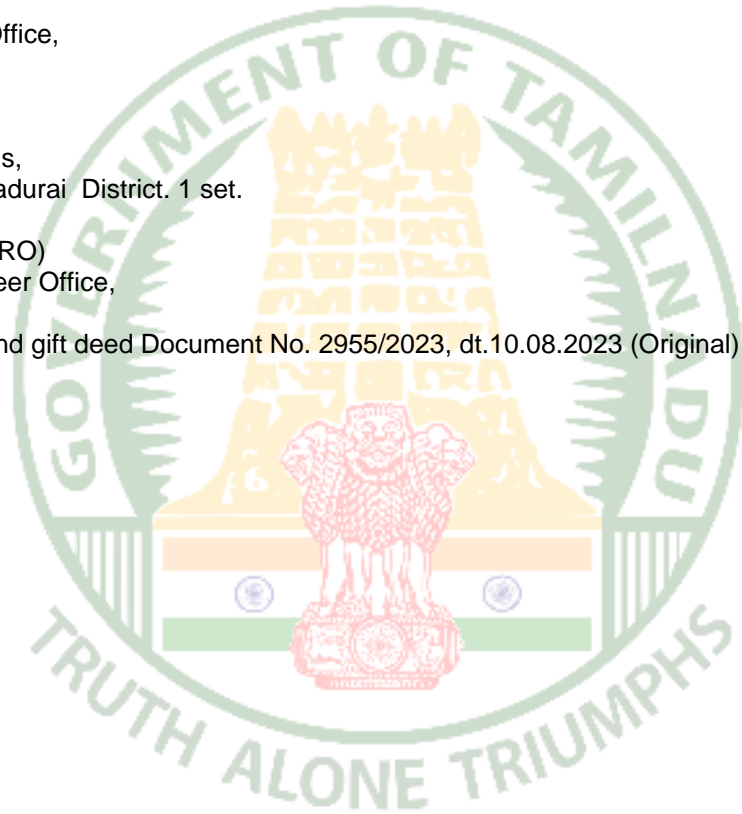 Office,
s,
adurai District. 1 set.
RO)
eer Office,
nd gift deed Document No. 2955/2023, dt.10.08.2023 (Original)
GOVERNMENT OF TAMILNADU
TRUTH ALONE TRIUMPHS